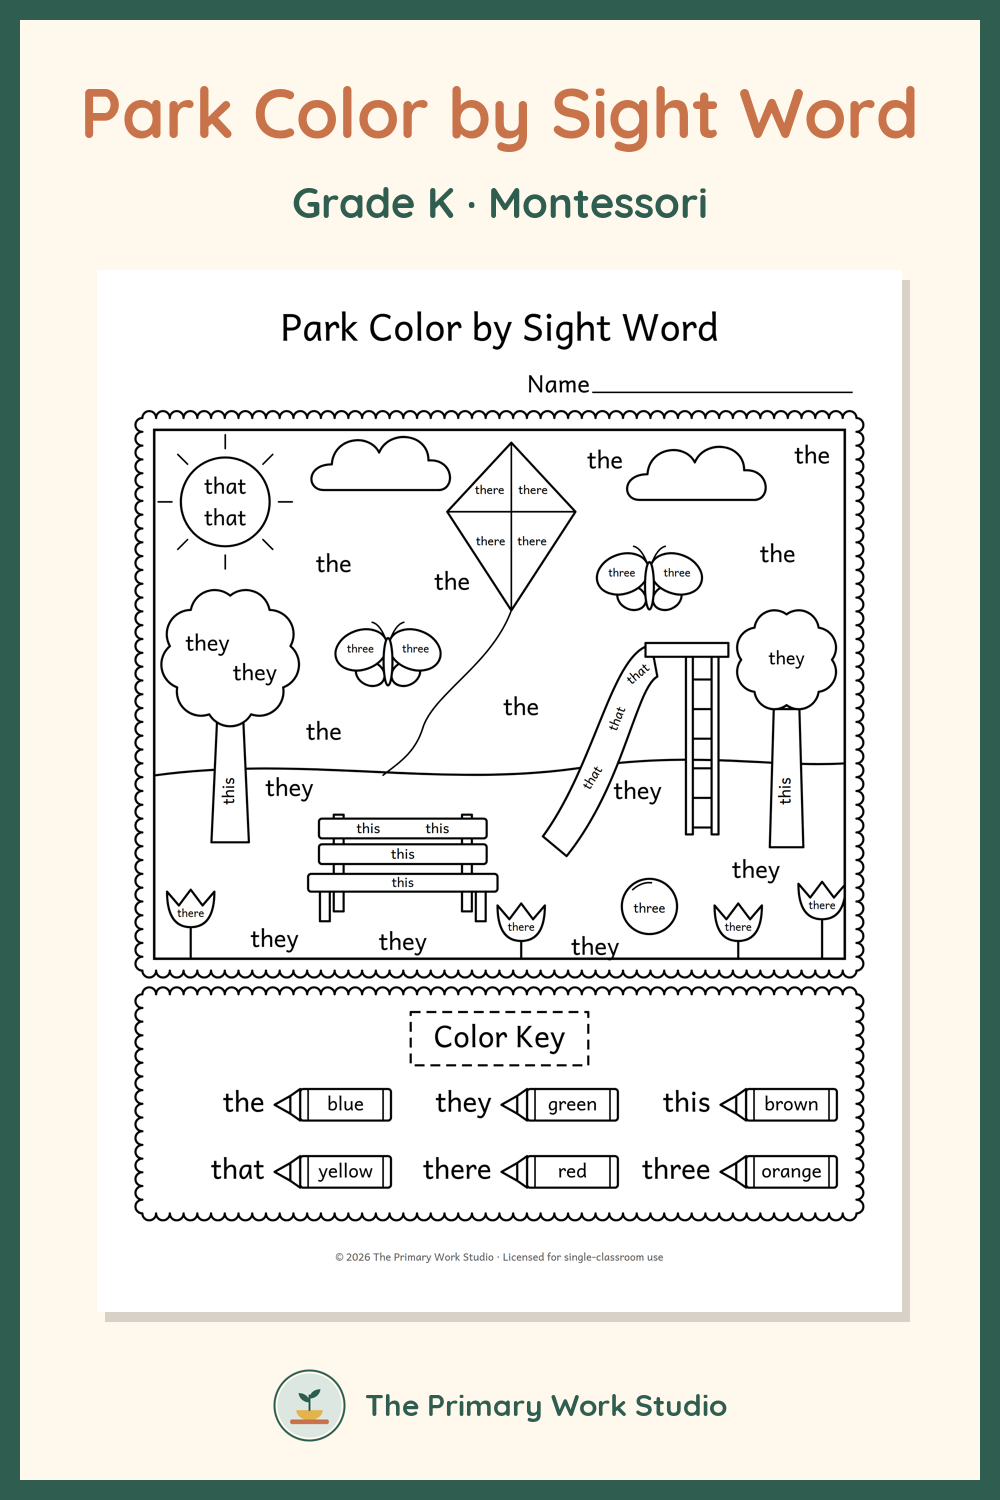 Park Color by Sight Word
Grade K · Montessori
Park Color by Sight Word
Name
the the
that
that
there there
there there
the
the
the
three three
they
they
three three
they
that
that
that
the
the
this
this
they
they
this this
this
this
they
there
there
there
there
three
they
they
they
Color Key
the blue they green this brown
that yellow there red three orange
© 2026 The Primary Work Studio · Licensed for single-classroom use
The Primary Work Studio